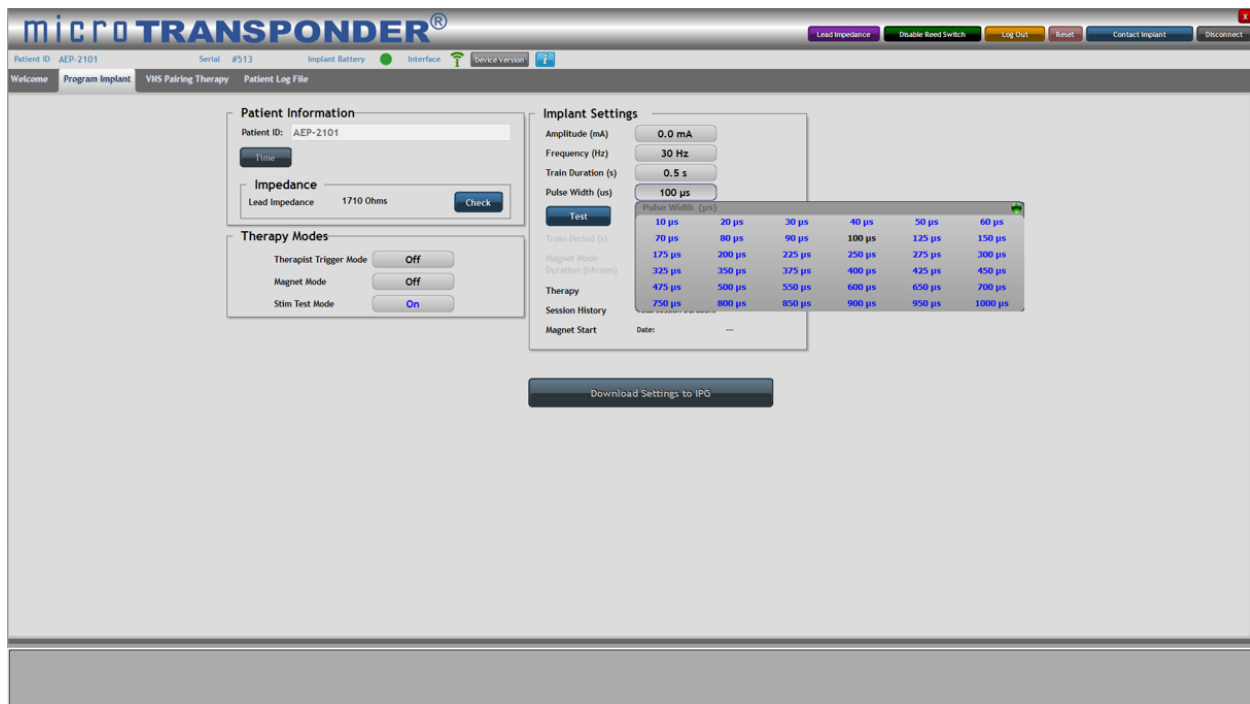 microTRANSPONDER®
X
Lead Impedance Disable Reed Switch Log Out Reset Contact Implant Disconnect
Patient ID AEP-2101 Serial #513 Implant Battery Interface Device Version
Welcome Program Implant VNS Pairing Therapy Patient Log File
Patient Information
Patient ID: AEP-2101
Time
Impedance
Lead Impedance 1710 Ohms Check
Therapy Modes
Therapist Trigger Mode Off
Magnet Mode Off
Stim Test Mode On
Implant Settings
Amplitude (mA) 0.0 mA
Frequency (Hz) 30 Hz
Train Duration (s) 0.5 s
Pulse Width (us) 100 µs
Test
Pulse Width (µs)
10 µs 20 µs 30 µs 40 µs 50 µs 60 µs
70 µs 80 µs 90 µs 100 µs 125 µs 150 µs
175 µs 200 µs 225 µs 250 µs 275 µs 300 µs
325 µs 350 µs 375 µs 400 µs 425 µs 450 µs
475 µs 500 µs 550 µs 600 µs 650 µs 700 µs
750 µs 800 µs 850 µs 900 µs 950 µs 1000 µs
Train Period (s)
Magnet Mode
Duration (hh:mm)
Therapy
Session History
Magnet Start Date: ---
Download Settings to IPG